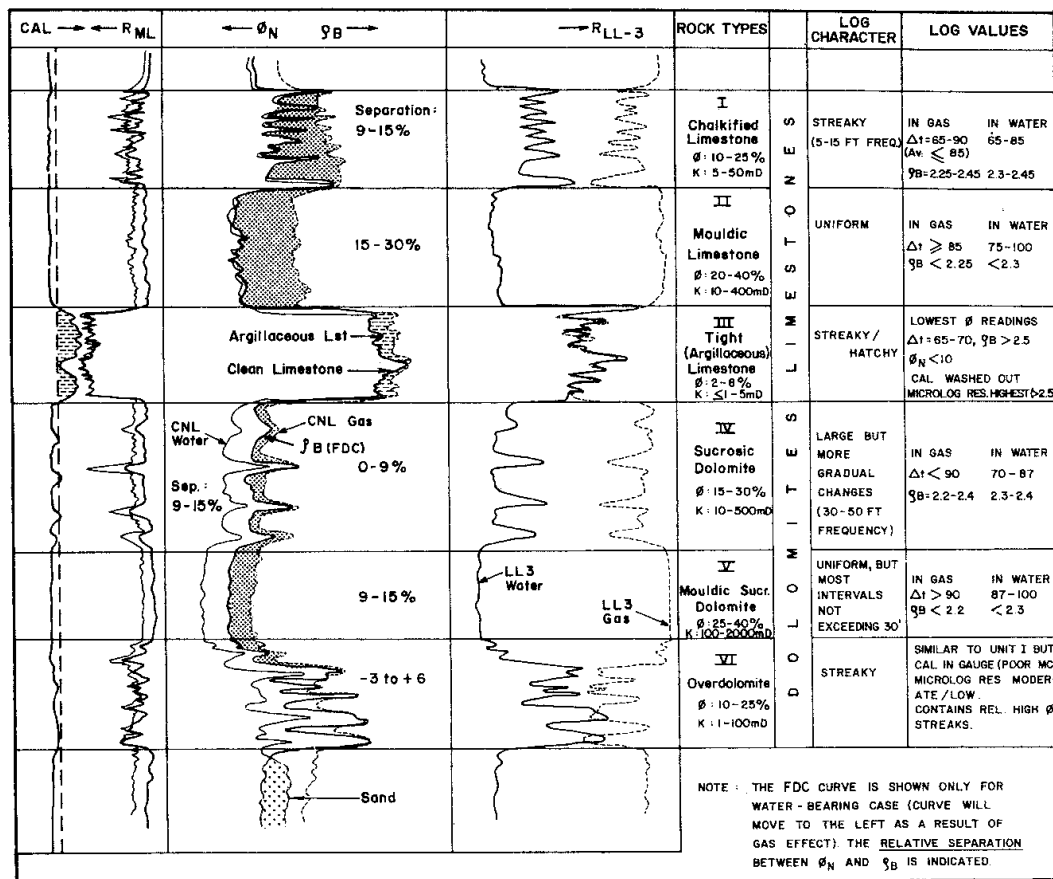 CAL → ← R ML
← ØN ρB →
→ R LL-3
ROCK TYPES
LOG CHARACTER
LOG VALUES
Separation:
9-15%
I
Chalkified
Limestone
Ø: 10-25%
K: 5-50mD
STREAKY
(5-15 FT FREQ.)
IN GAS IN WATER
Δt=65-90 65-85
(Av. ≤ 85)
ρB=2.25-2.45 2.3-2.45
15-30%
II
Mouldic
Limestone
Ø: 20-40%
K: 10-400mD
UNIFORM
IN GAS IN WATER
Δt ≥ 85 75-100
ρB < 2.25 <2.3
Argillaceous Lst
Clean Limestone
III
Tight
(Argillaceous)
Limestone
Ø: 2-8%
K: ≤1-5mD
STREAKY /
HATCHY
LOWEST Ø READINGS
Δt=65-70, ρB > 2.5
ØN <10
CAL WASHED OUT
MICROLOG RES. HIGHEST(>2.5
LIMESTONES
CNL
Water
CNL Gas
ρB (FDC)
0-9%
Sep.:
9-15%
IV
Sucrosic
Dolomite
Ø: 15-30%
K: 10-500mD
LARGE BUT
MORE
GRADUAL
CHANGES
(30-50 FT
FREQUENCY)
IN GAS IN WATER
Δt < 90 70-87
ρB=2.2-2.4 2.3-2.4
9-15%
LL3
Water
LL3
Gas
V
Mouldic Sucr.
Dolomite
Ø: 25-40%
K: 100-2000mD
UNIFORM, BUT
MOST
INTERVALS
NOT
EXCEEDING 30'
IN GAS IN WATER
Δt > 90 87-100
ρB < 2.2 <2.3
-3 to +6
VI
Overdolomite
Ø: 10-25%
K: 1-100mD
STREAKY
SIMILAR TO UNIT I BUT
CAL IN GAUGE (POOR MC
MICROLOG RES MODER-
ATE / LOW.
CONTAINS REL. HIGH Ø
STREAKS.
DOLOMITES
Sand
NOTE: THE FDC CURVE IS SHOWN ONLY FOR
WATER-BEARING CASE (CURVE WILL
MOVE TO THE LEFT AS A RESULT OF
GAS EFFECT) THE RELATIVE SEPARATION
BETWEEN ØN AND ρB IS INDICATED.